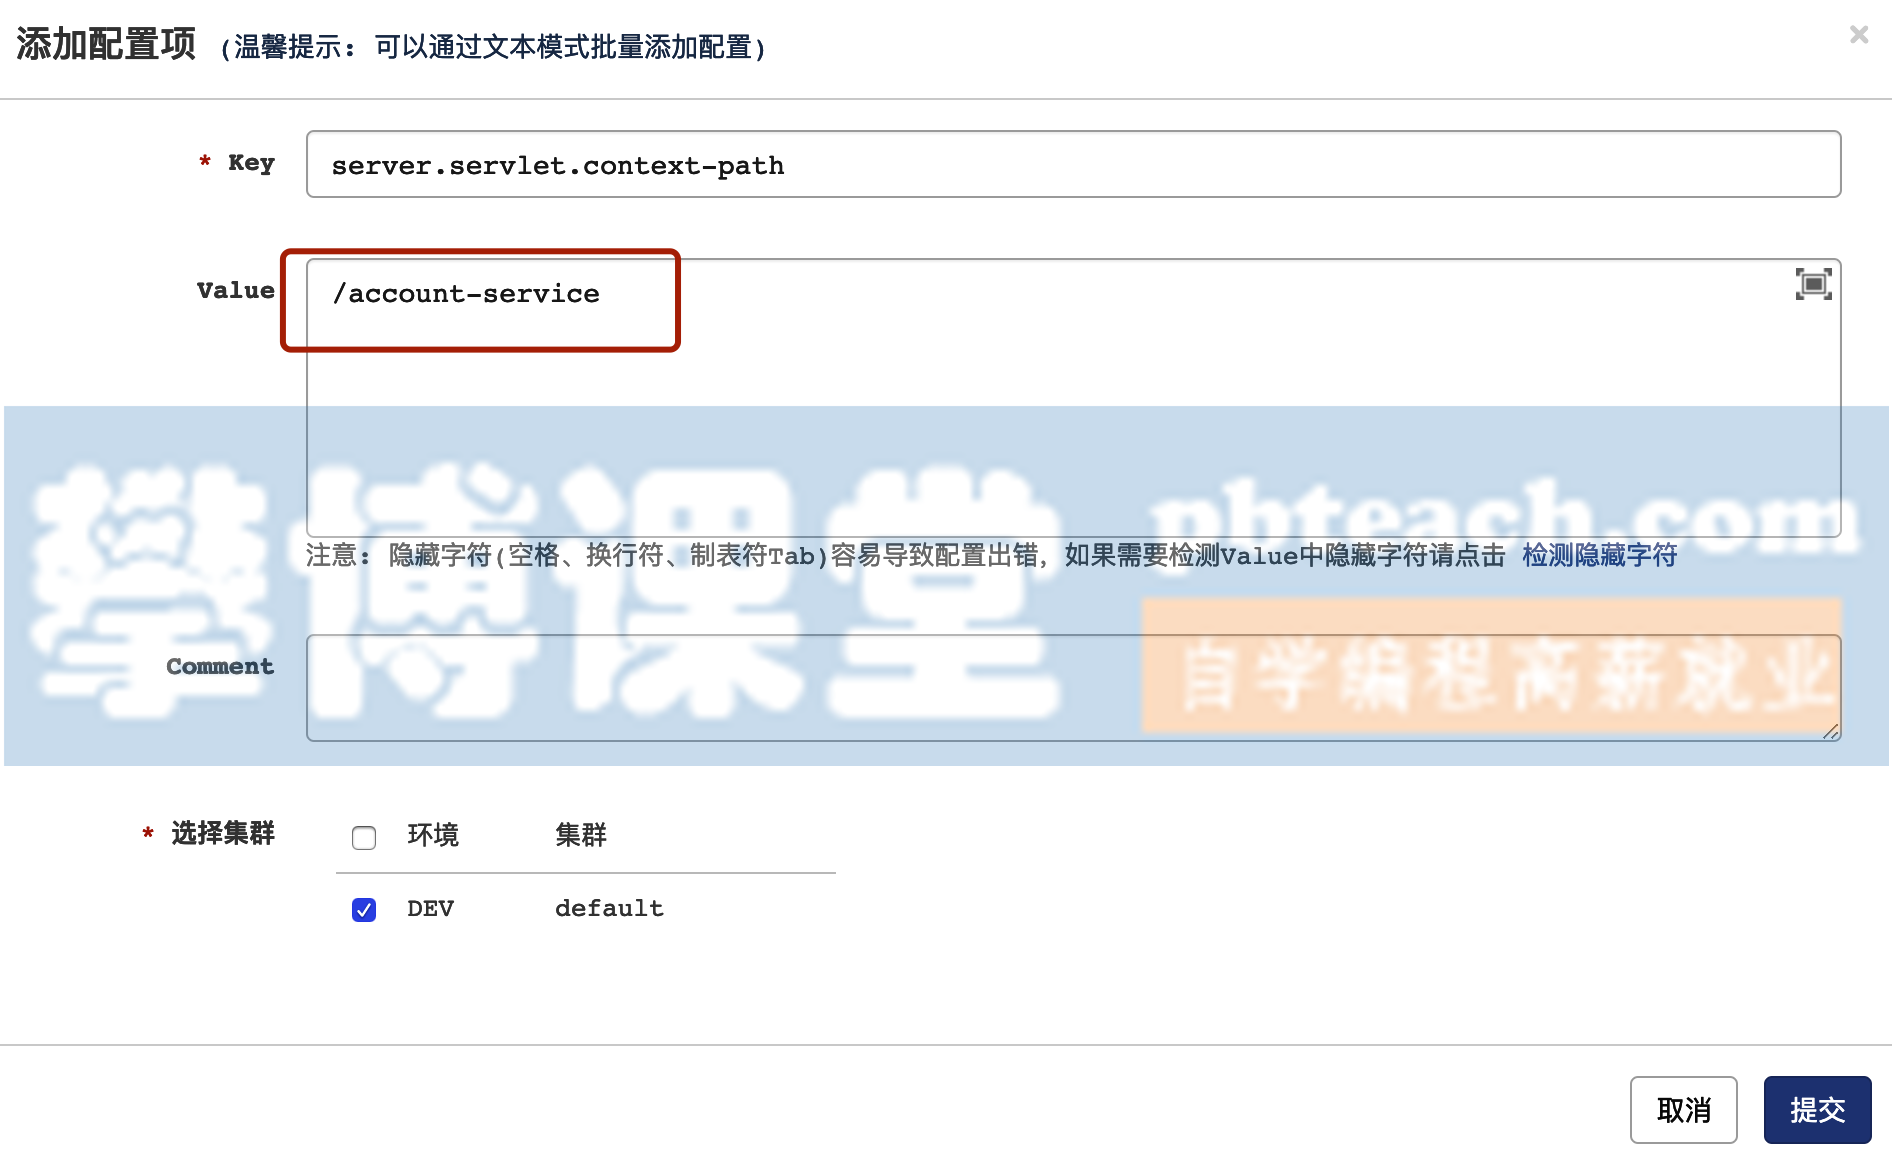 添加配置项 (温馨提示: 可以通过文本模式批量添加配置)
* Key
server.servlet.context-path
Value
/account-service
攀博课堂
pbteach.com
注意: 隐藏字符(空格、换行符、制表符Tab)容易导致配置出错, 如果需要检测Value中隐藏字符请点击 检测隐藏字符
自学编程高薪就业
Comment
* 选择集群
环境 集群
DEV default
取消 提交